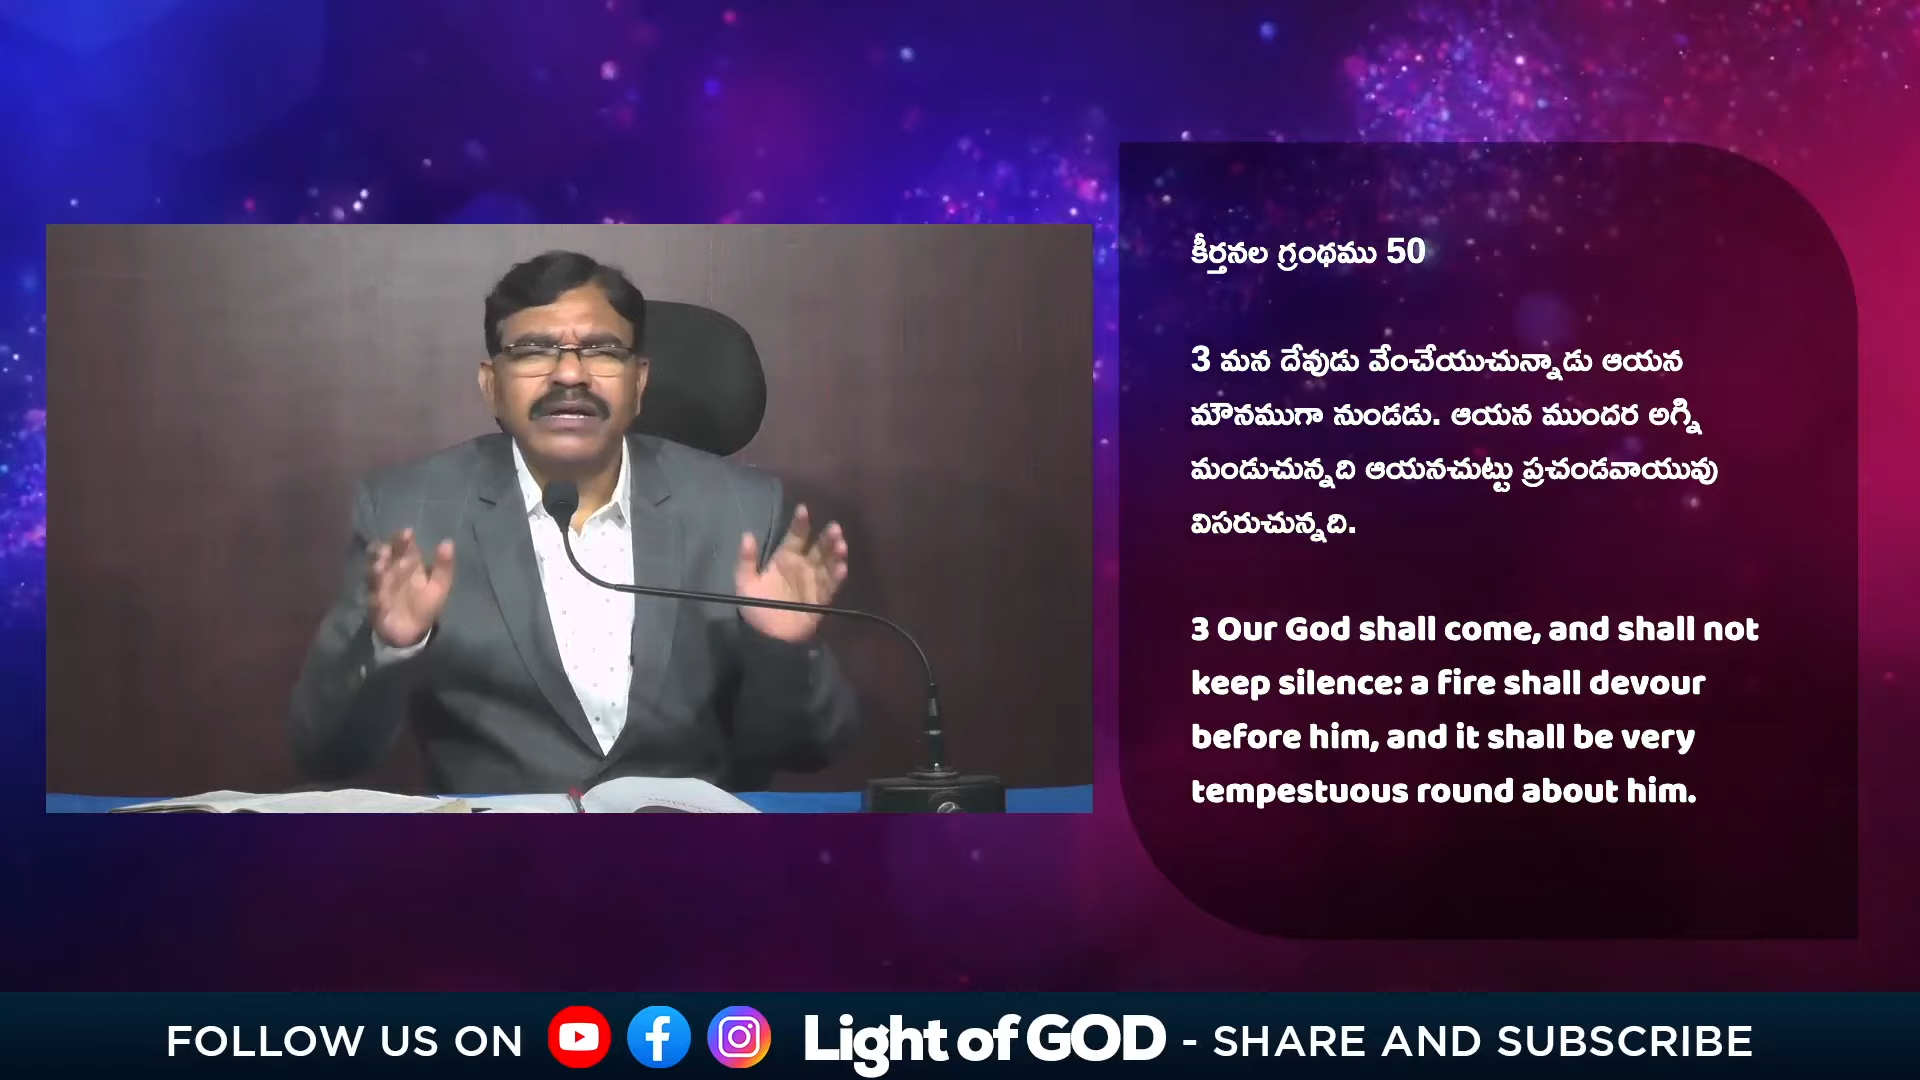 కీర్తనల గ్రంథము 50
3 మన దేవుడు వేంచేయుచున్నాడు ఆయన
మౌనముగా నుండడు. ఆయన ముందర అగ్ని
మండుచున్నది ఆయనచుట్టు ప్రచండవాయువు
విసరుచున్నది.
3 Our God shall come, and shall not
keep silence: a fire shall devour
before him, and it shall be very
tempestuous round about him.
FOLLOW US ON Light of GOD - SHARE AND SUBSCRIBE